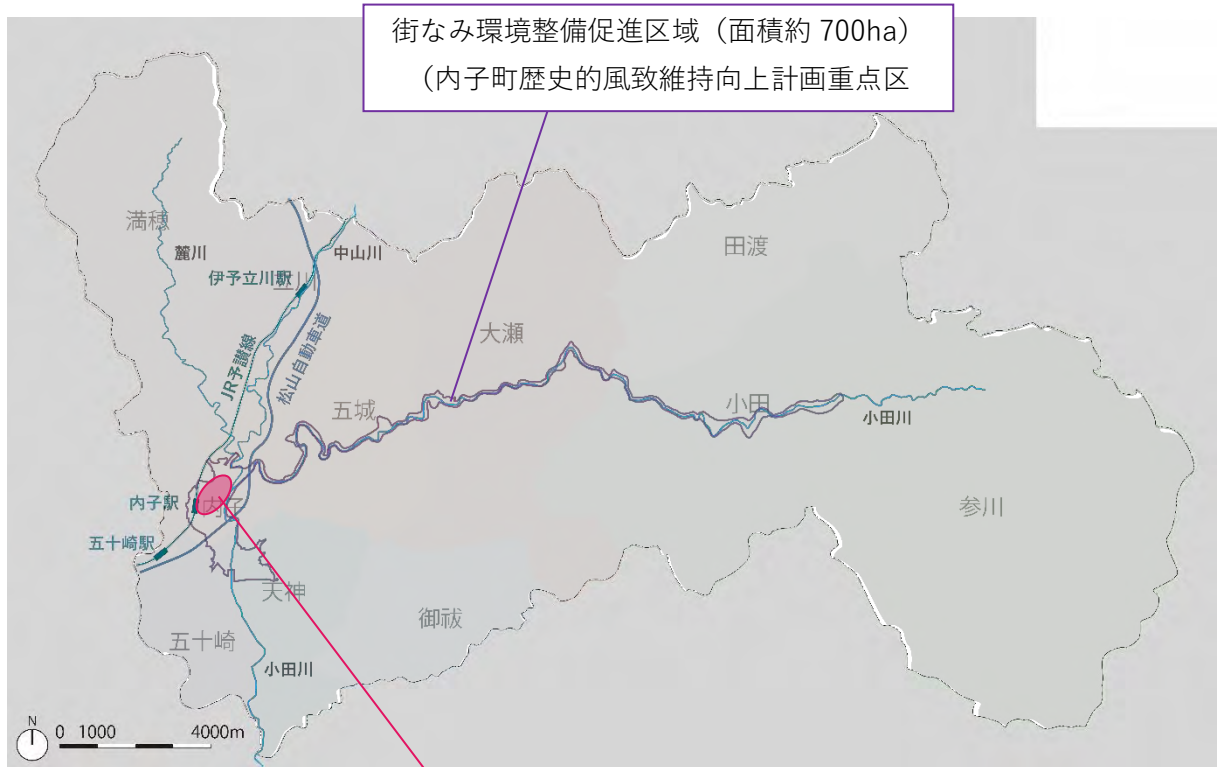 街なみ環境整備促進区域（面積約 700ha）
（内子町歴史的風致維持向上計画重点区
満穂
麓川
中山川
田渡
伊予立川駅
立川
大瀬
JR予讃線
松山自動車道
五城
小田
小田川
内子駅
内子
参川
五十崎駅
天神
御祓
五十崎
小田川
N
0 1000 4000m